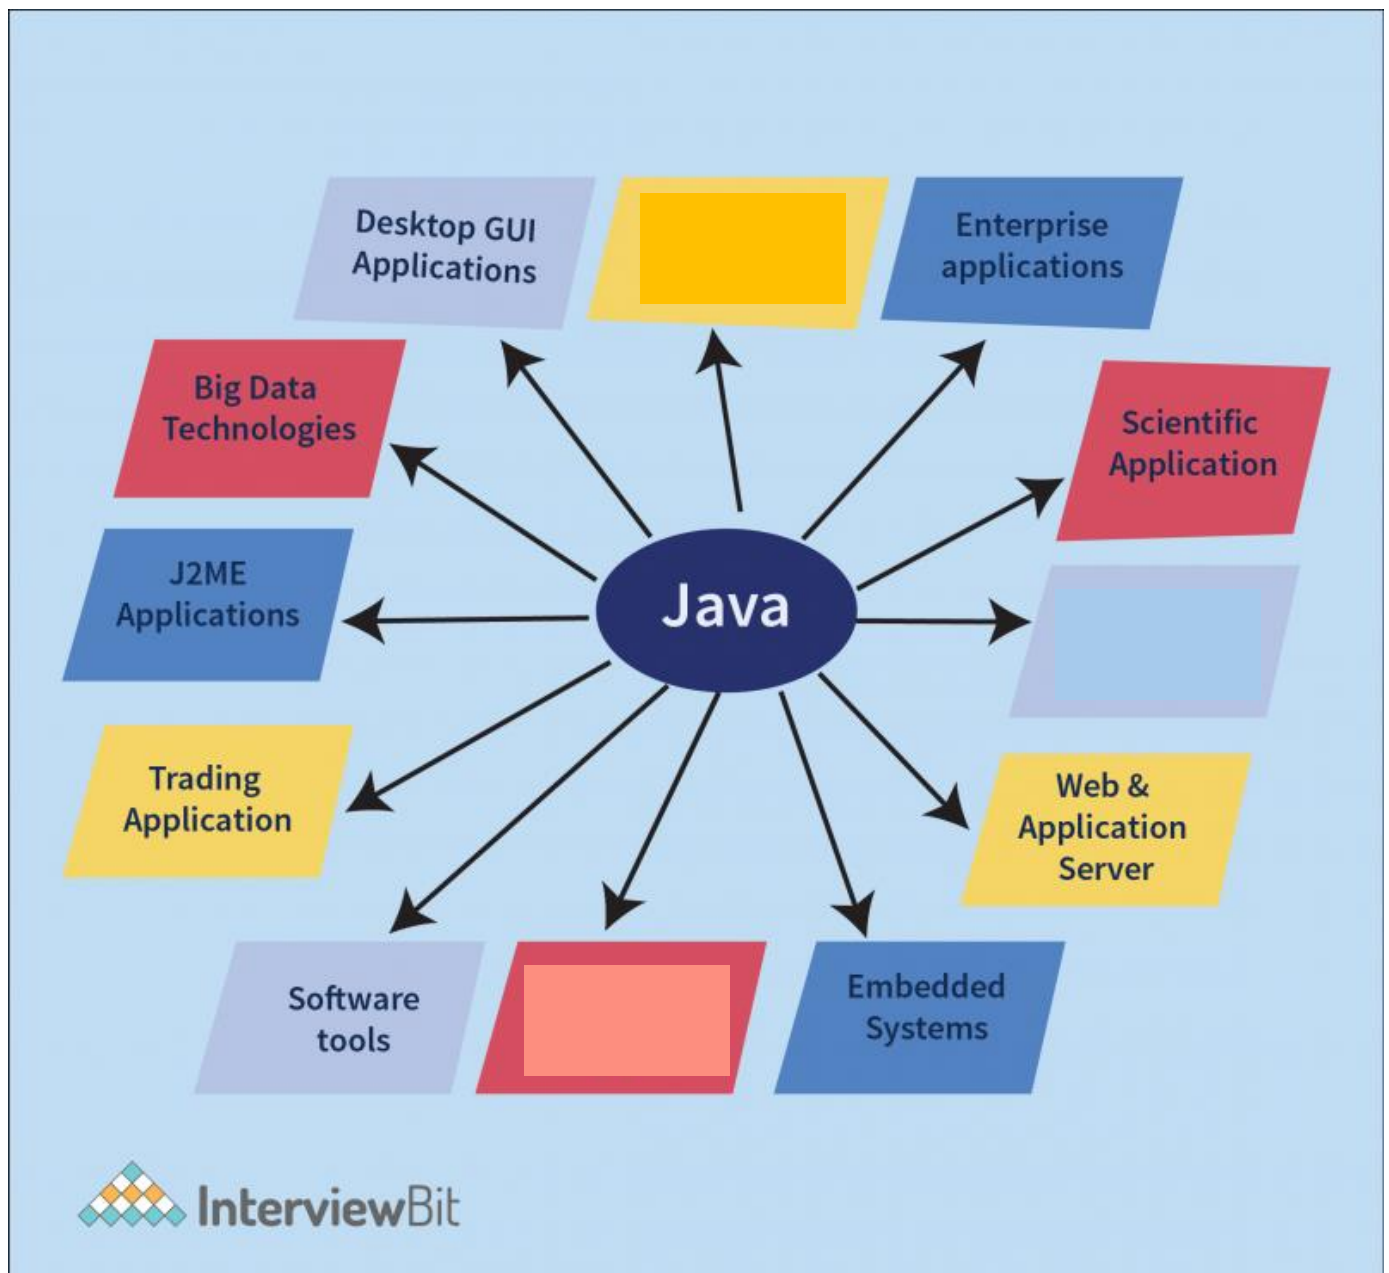 Desktop GUI
Applications
Enterprise
applications
Big Data
Technologies
Scientific
Application
J2ME
Applications
Java
Trading
Application
Web &
Application
Server
Software
tools
Embedded
Systems
InterviewBit